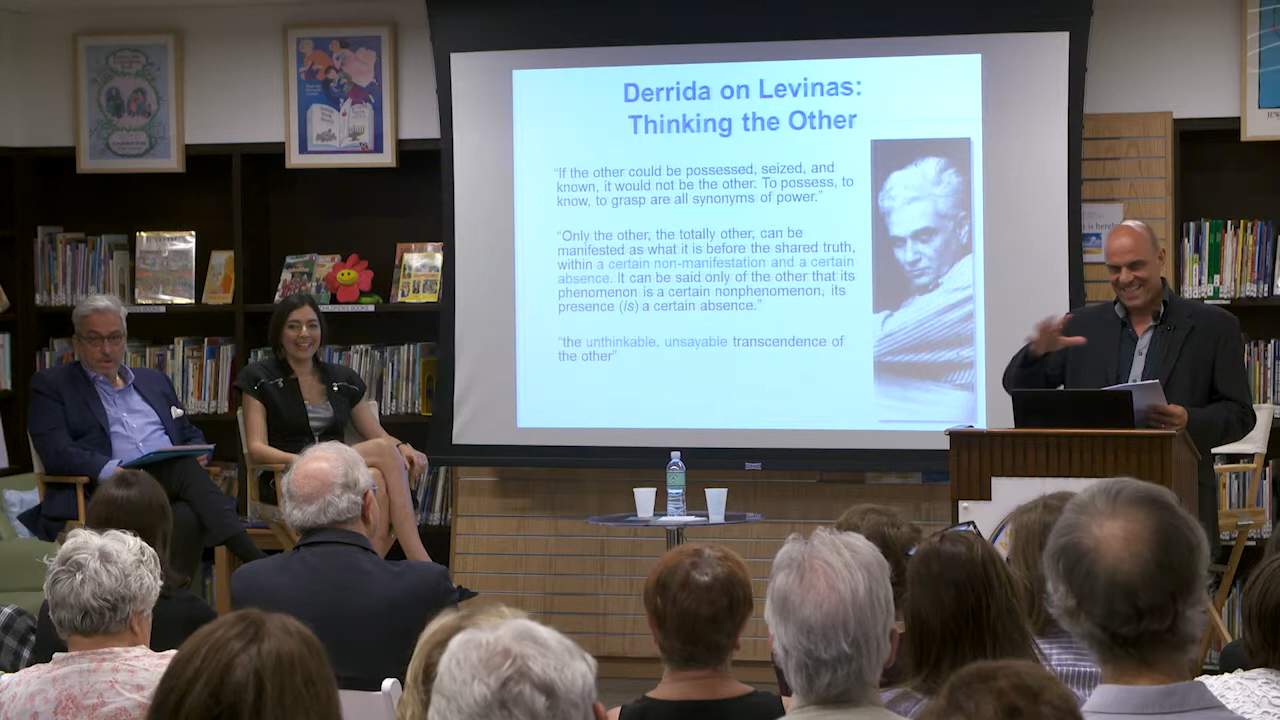 Derrida on Levinas:
Thinking the Other
“If the other could be possessed, seized, and
known, it would not be the other. To possess, to
know, to grasp are all synonyms of power.”
“Only the other, the totally other, can be
manifested as what it is before the shared truth,
within a certain non-manifestation and a certain
absence. It can be said only of the other that its
phenomenon is a certain nonphenomenon, its
presence (is) a certain absence.”
“the unthinkable, unsayable transcendence of
the other”